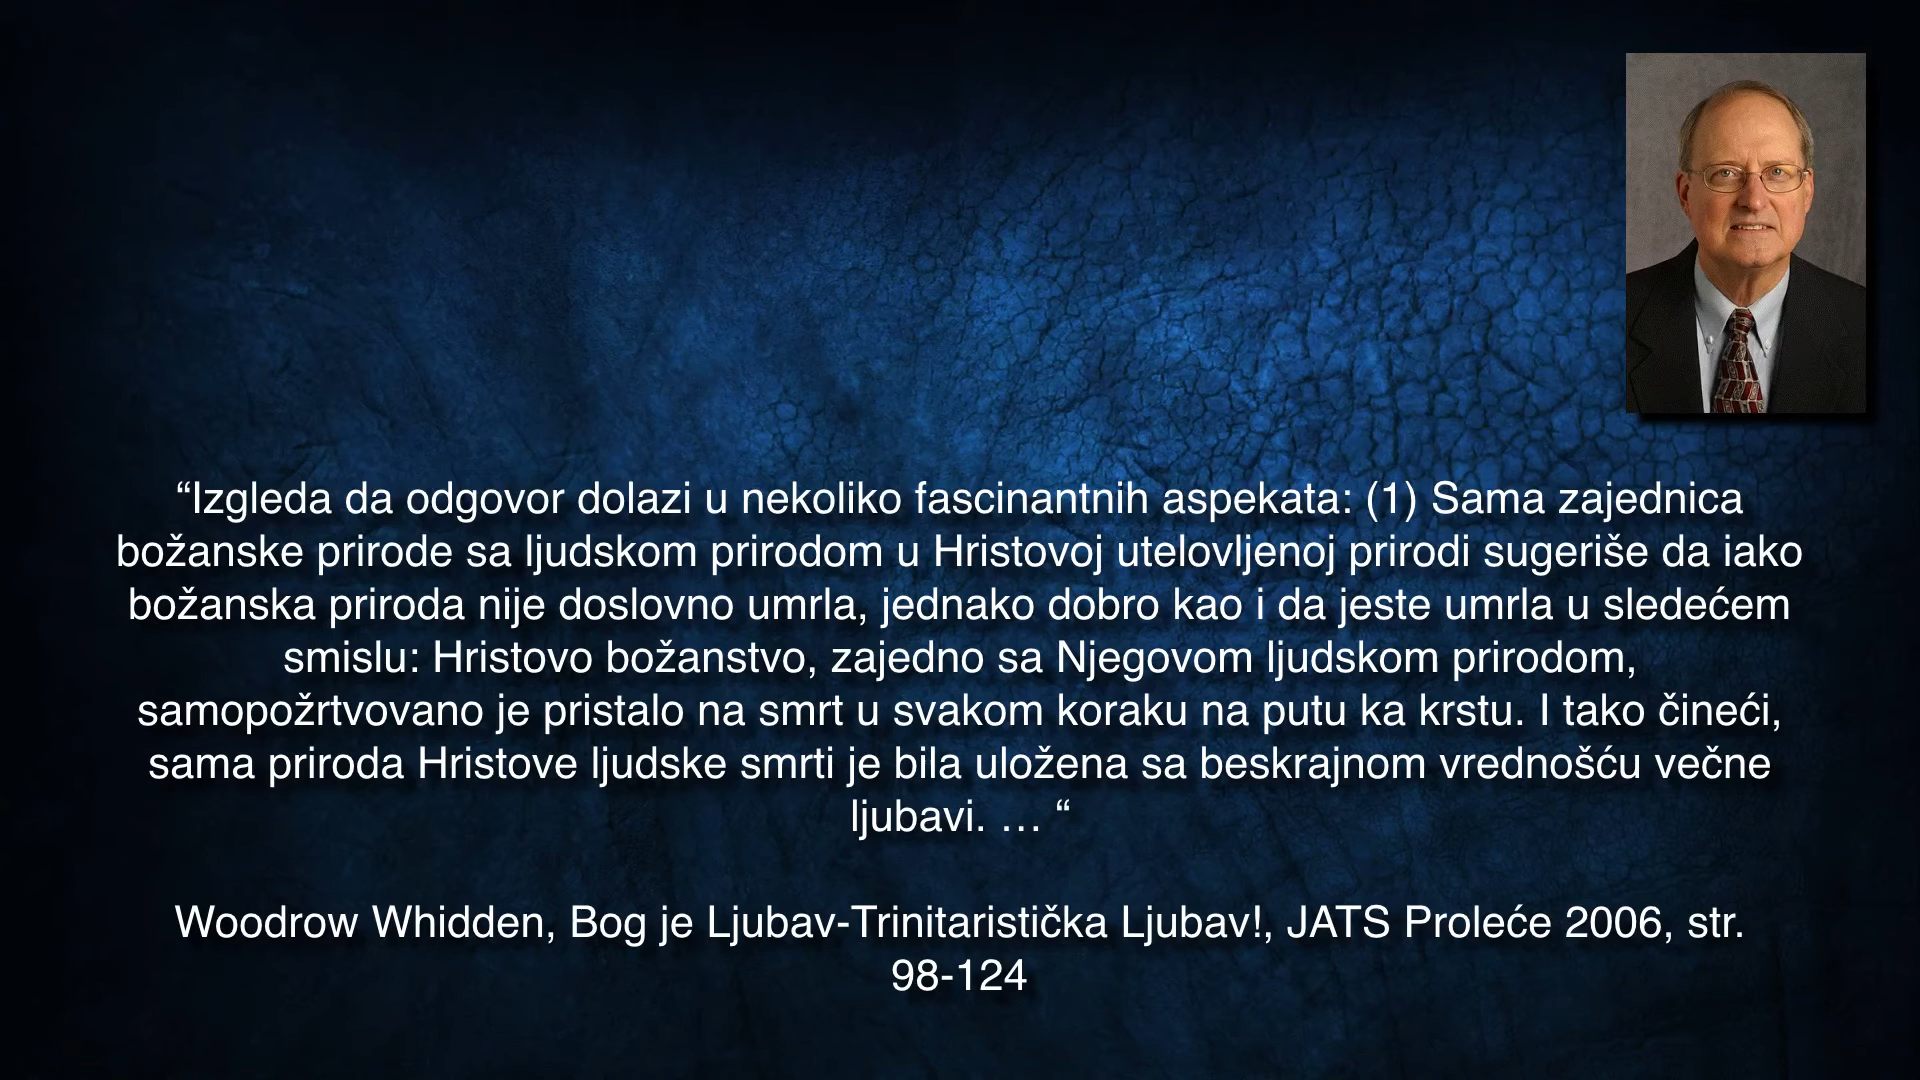 “Izgleda da odgovor dolazi u nekoliko fascinantnih aspekata: (1) Sama zajednica
božanske prirode sa ljudskom prirodom u Hristovoj utelovljenoj prirodi sugeriše da iako
božanska priroda nije doslovno umrla, jednako dobro kao i da jeste umrla u sledećem
smislu: Hristovo božanstvo, zajedno sa Njegovom ljudskom prirodom,
samopožrtvovano je pristalo na smrt u svakom koraku na putu ka krstu. I tako čineći,
sama priroda Hristove ljudske smrti je bila uložena sa beskrajnom vrednošću večne
ljubavi. … “
Woodrow Whidden, Bog je Ljubav-Trinitaristička Ljubav!, JATS Proleće 2006, str.
98-124